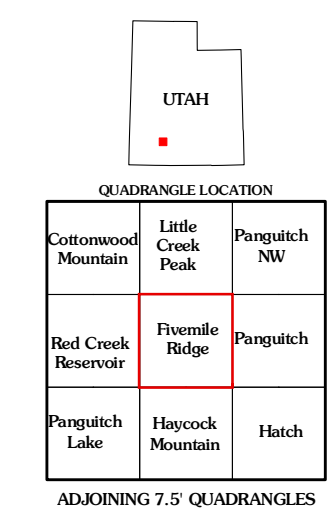 UTAH
QUADRANGLE LOCATION
Cottonwood
Mountain
Little
Creek
Peak
Panguitch
NW
Red Creek
Reservoir
Fivemile
Ridge
Panguitch
Panguitch
Lake
Haycock
Mountain
Hatch
ADJOINING 7.5' QUADRANGLES